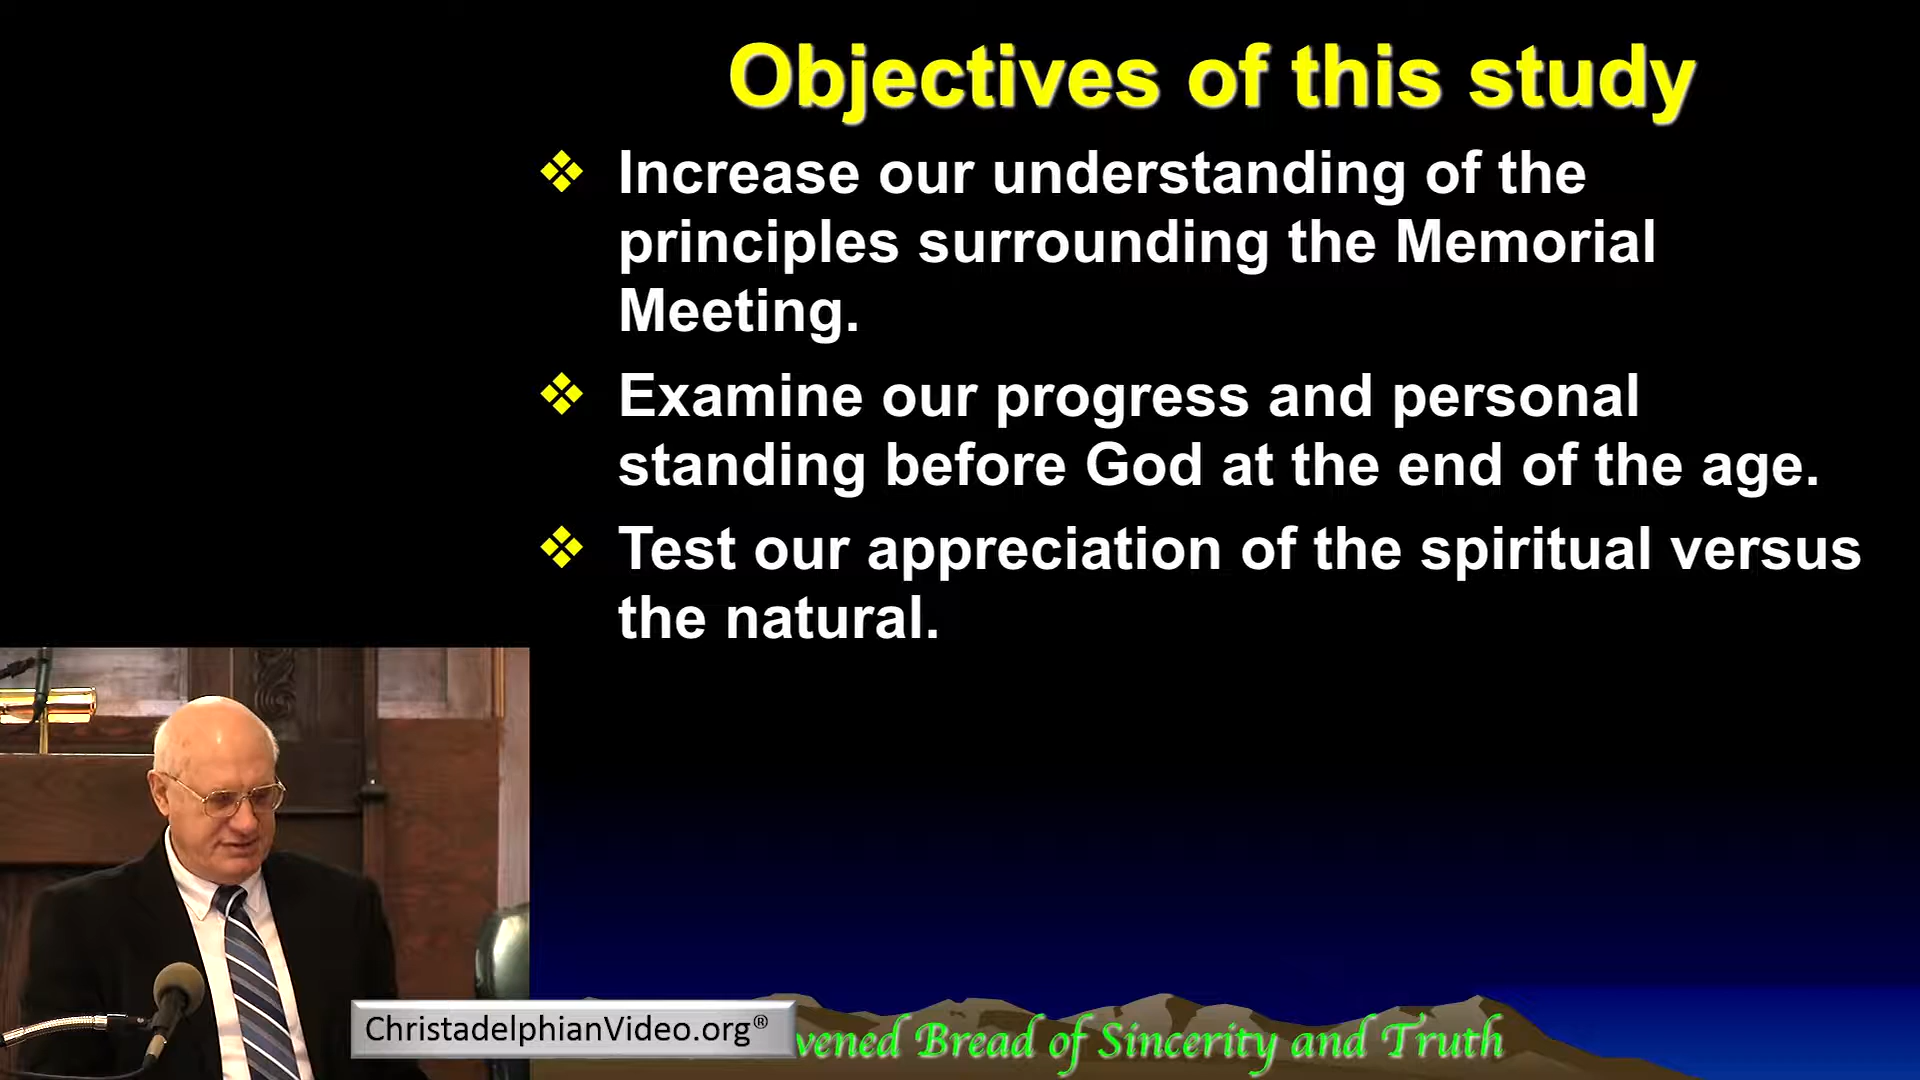 Objectives of this study
❖ Increase our understanding of the
principles surrounding the Memorial
Meeting.
❖ Examine our progress and personal
standing before God at the end of the age.
❖ Test our appreciation of the spiritual versus
the natural.
ChristadelphianVideo.org®
vened Bread of Sincerity and Truth